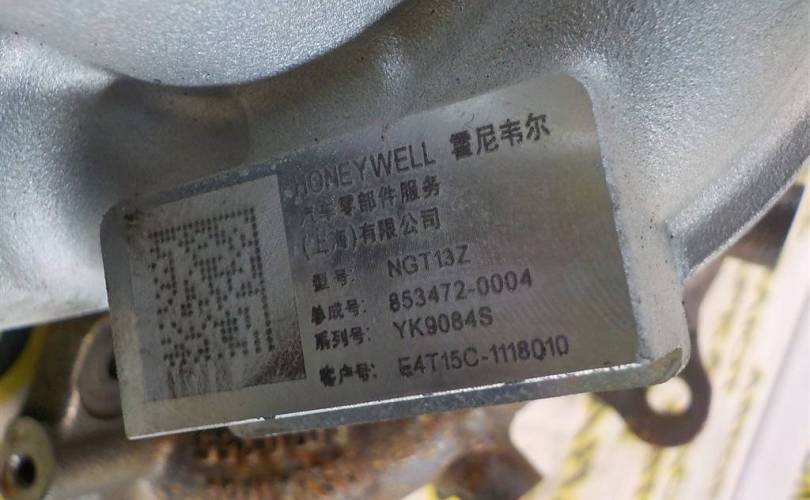 HONEYWELL 霍尼韦尔
汽车零部件服务
(上海)有限公司
型号: NGT13Z
总成号: 853472-0004
系列号: YK9084S
客户号: E4T15C-1118010